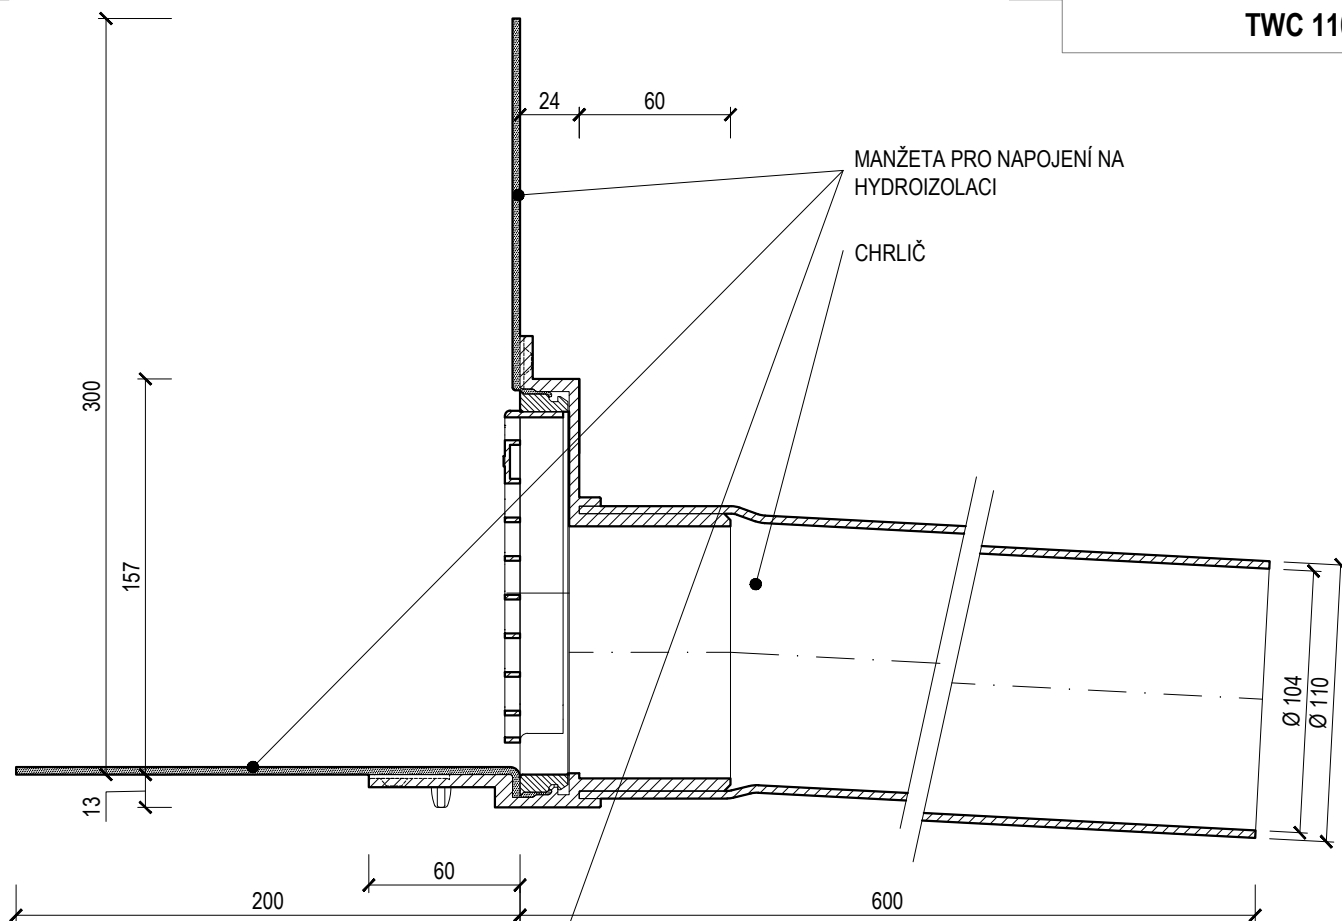 TWC 110
24
60
MANŽETA PRO NAPOJENÍ NA
HYDROIZOLACI
CHRLIČ
300
157
13
Ø 104
Ø 110
60
200
600